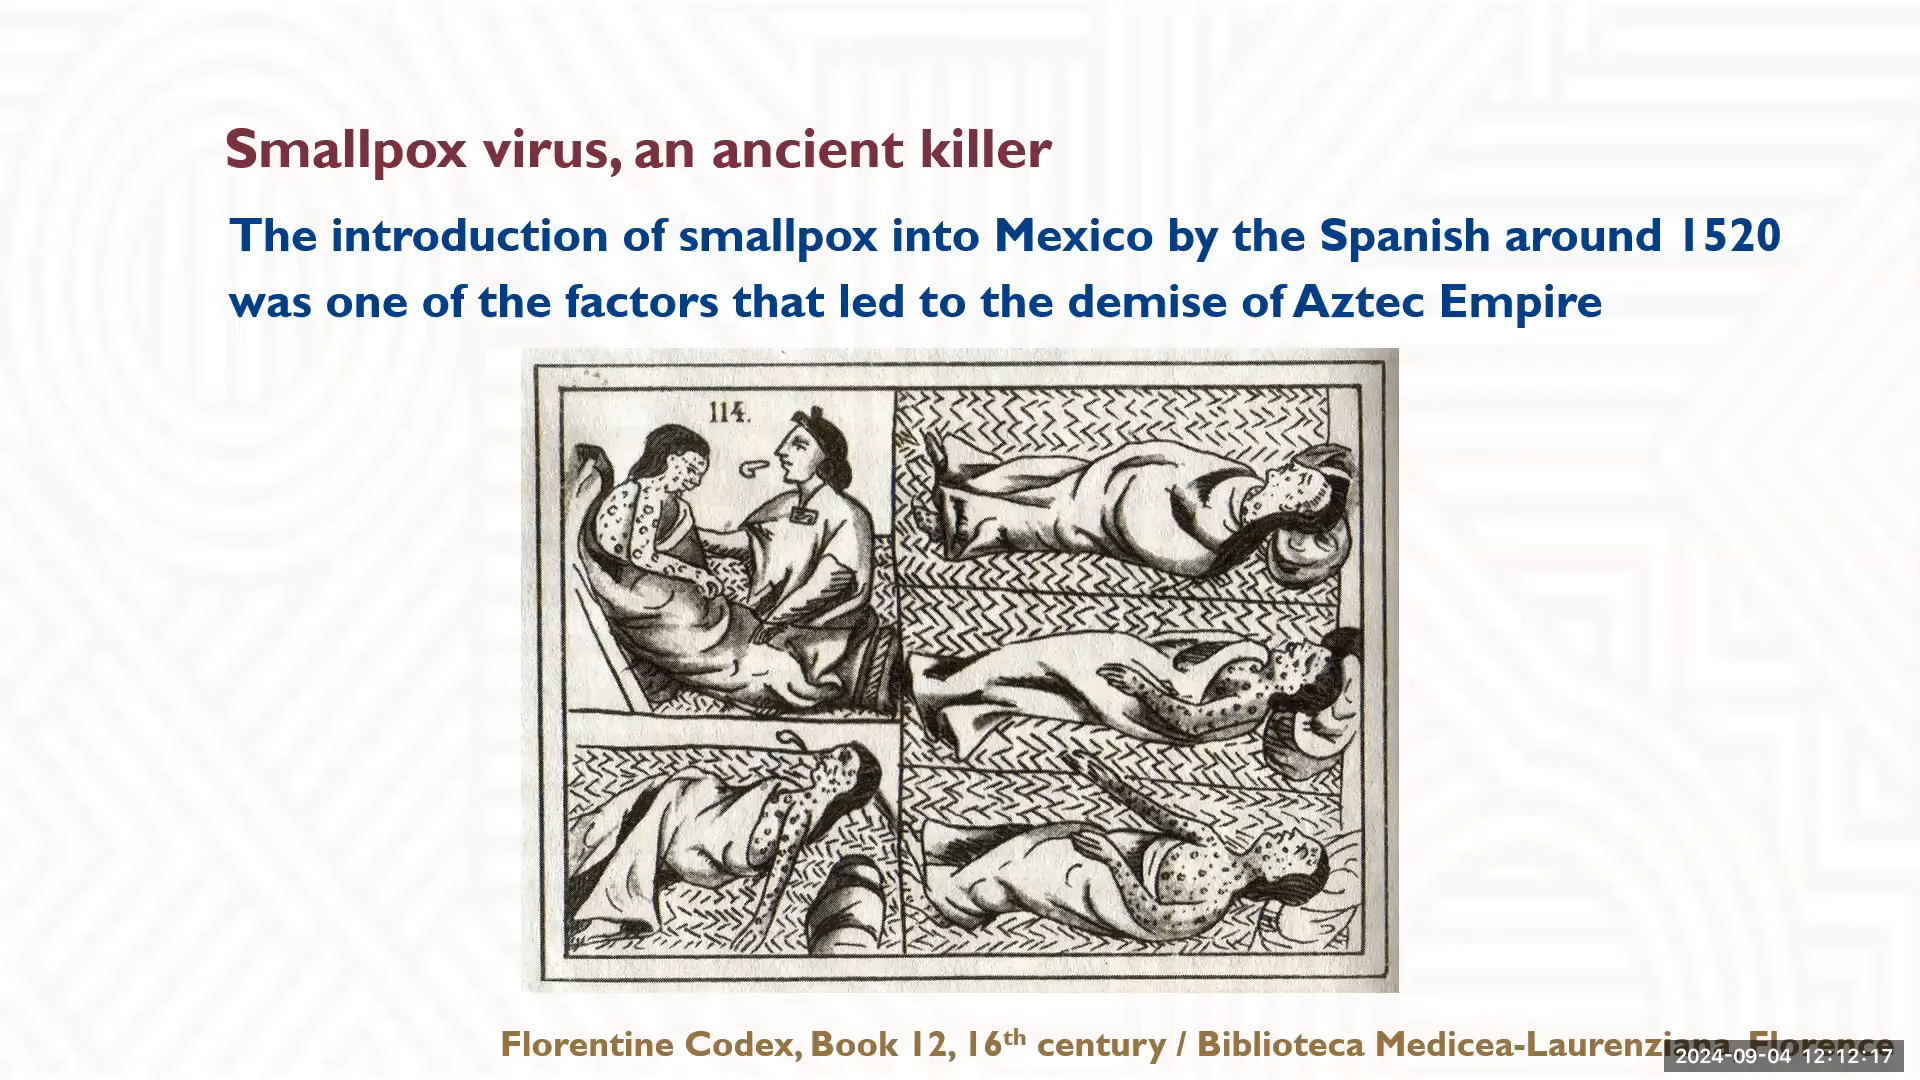 Smallpox virus, an ancient killer
The introduction of smallpox into Mexico by the Spanish around 1520
was one of the factors that led to the demise of Aztec Empire
114.
Florentine Codex, Book 12, 16th century / Biblioteca Medicea-Laurenziana, Florence
2024-09-04 12:12:17